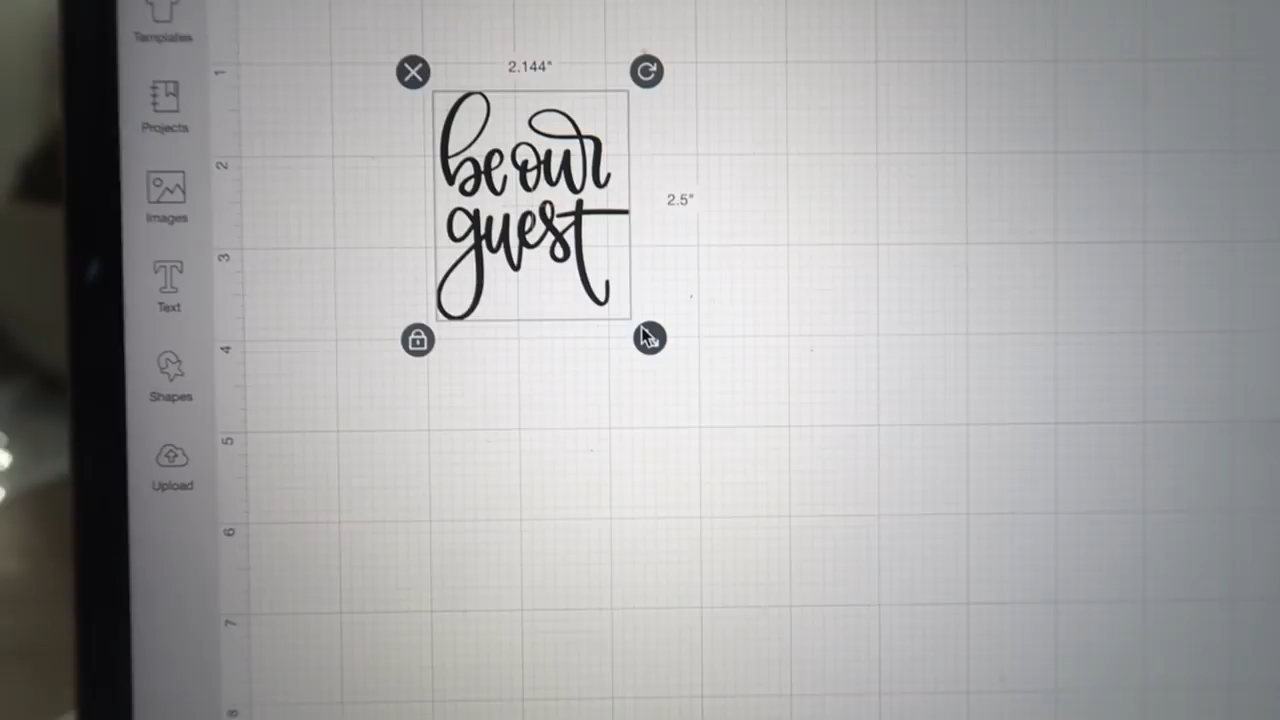 Templates
1
2.144"
Projects
be our
2
Images
2.5"
guest
3
Text
4
Shapes
5
Upload
6
7
8